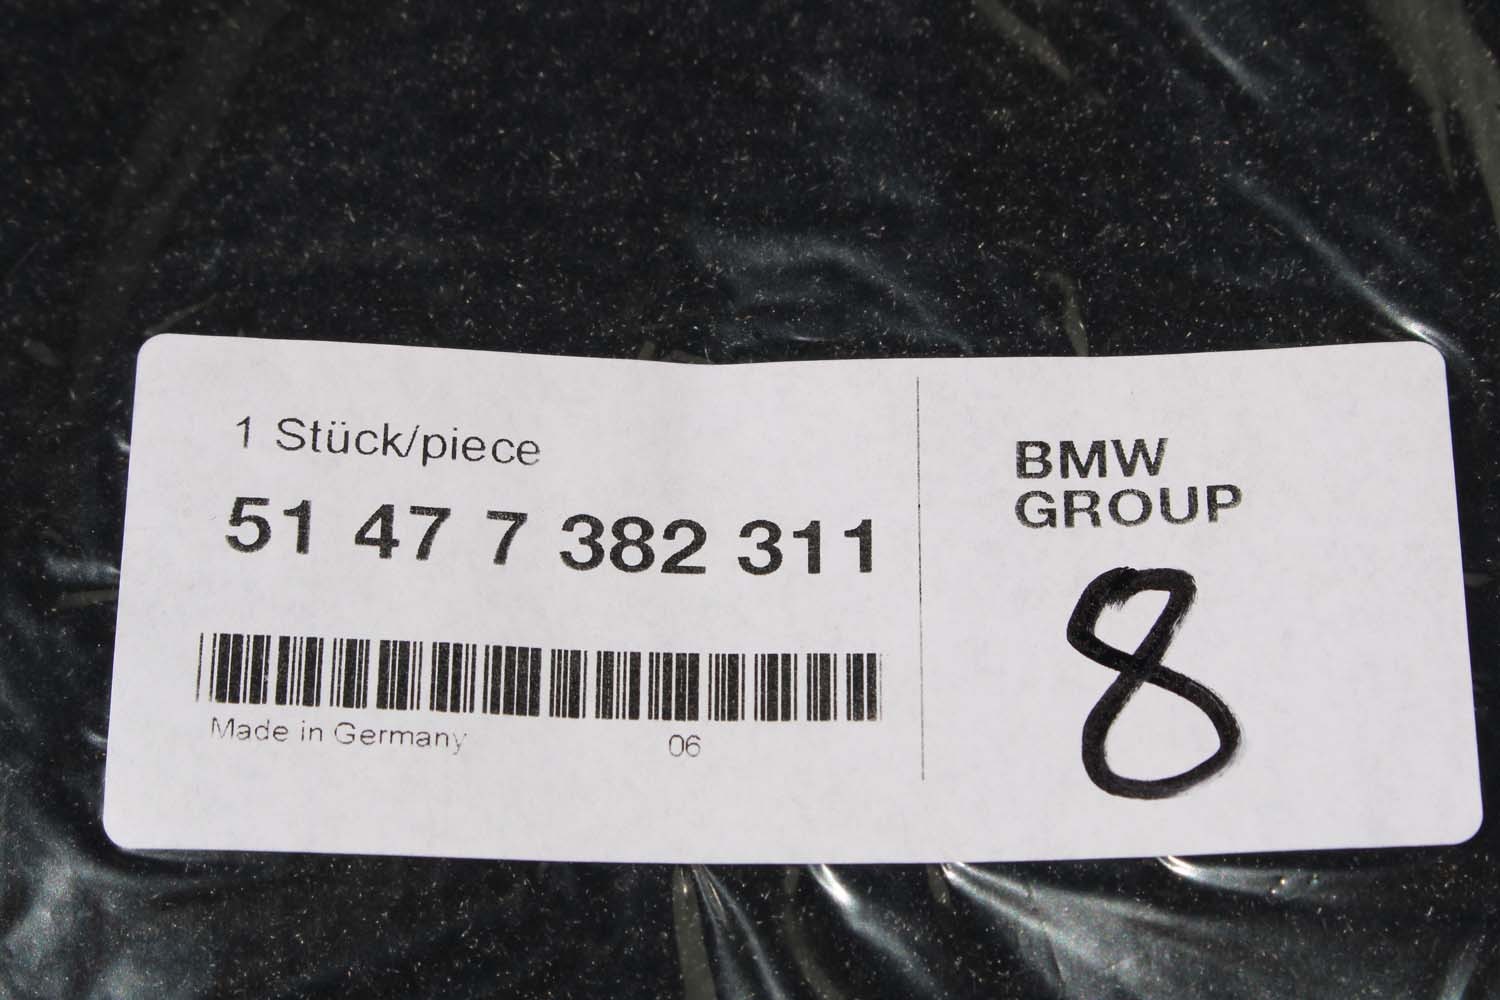 1 Stück/piece
51 47 7 382 311
Made in Germany
06
BMW
GROUP
8